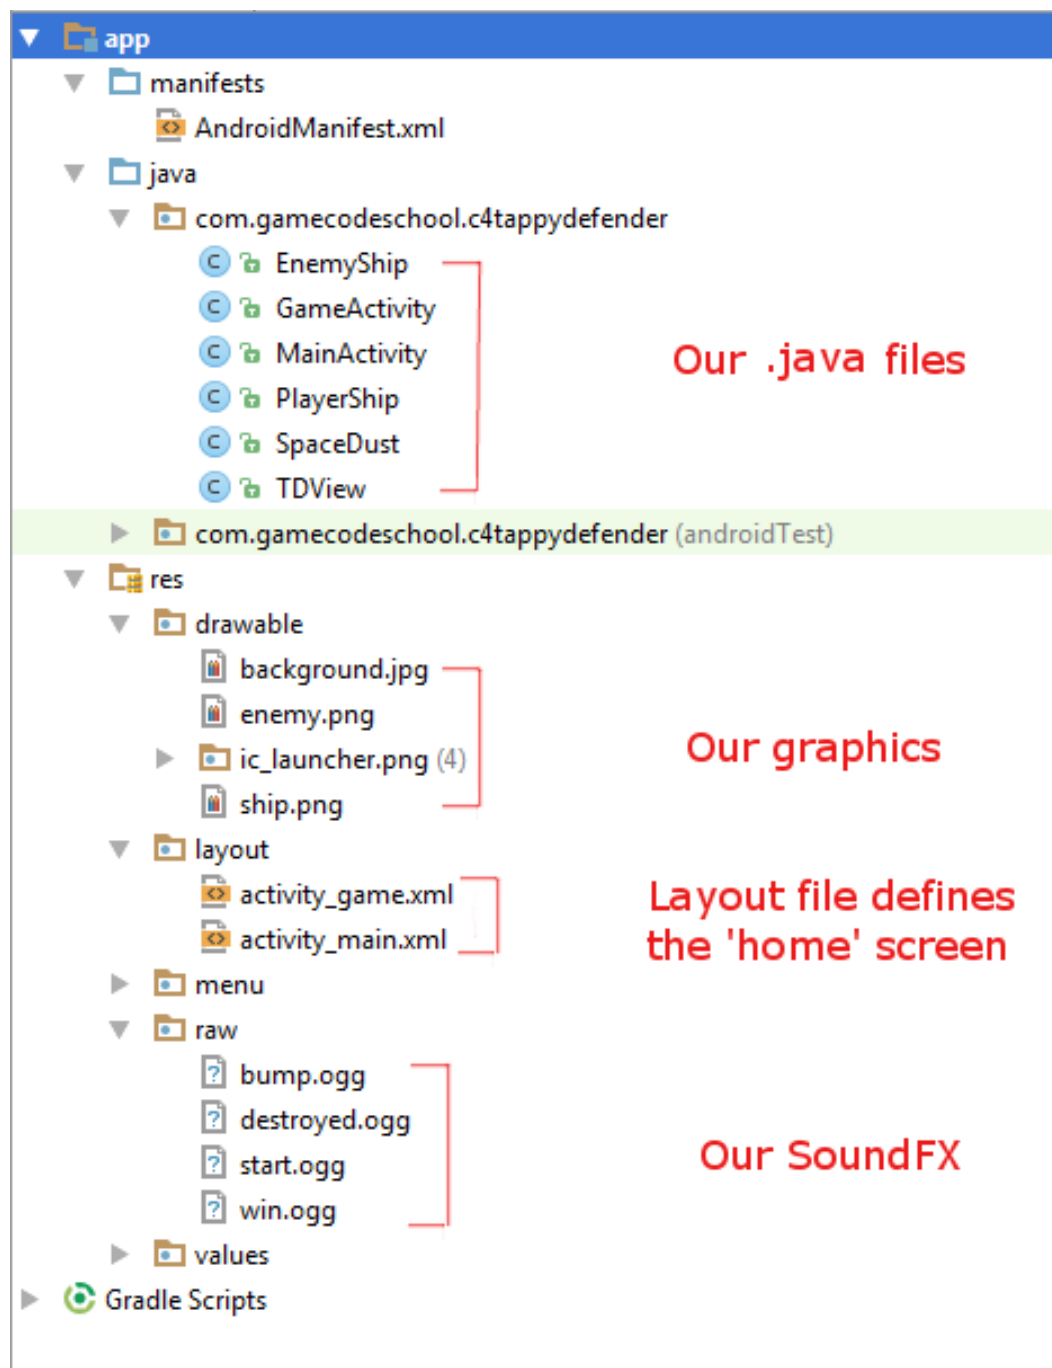 app
manifests
AndroidManifest.xml
java
com.gamecodeschool.c4tappydefender
EnemyShip
GameActivity
MainActivity
PlayerShip
SpaceDust
TDView
Our .java files
com.gamecodeschool.c4tappydefender (androidTest)
res
drawable
background.jpg
enemy.png
ic_launcher.png (4)
ship.png
Our graphics
layout
activity_game.xml
activity_main.xml
Layout file defines
the 'home' screen
menu
raw
bump.ogg
destroyed.ogg
start.ogg
win.ogg
Our SoundFX
values
Gradle Scripts